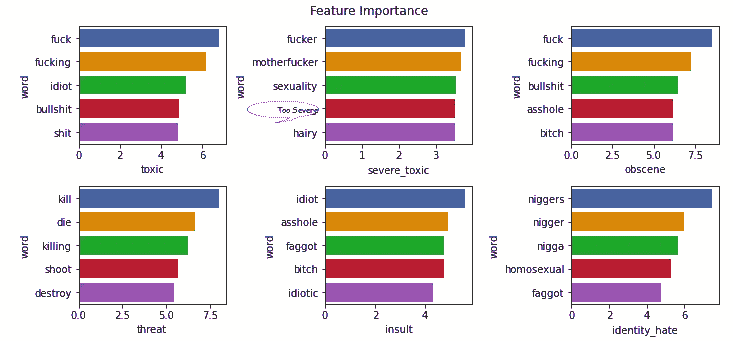 Feature Importance
word
fuck
fucking
idiot
bullshit
shit
0 2 4 6
toxic
word
fucker
motherfucker
sexuality
Too Severe
hairy
0 1 2 3
severe_toxic
word
fuck
fucking
bullshit
asshole
bitch
0.0 2.5 5.0 7.5
obscene
word
kill
die
killing
shoot
destroy
0.0 2.5 5.0 7.5
threat
word
idiot
asshole
faggot
bitch
idiotic
0 2 4
insult
word
niggers
nigger
nigga
homosexual
faggot
0 2 4 6
identity_hate